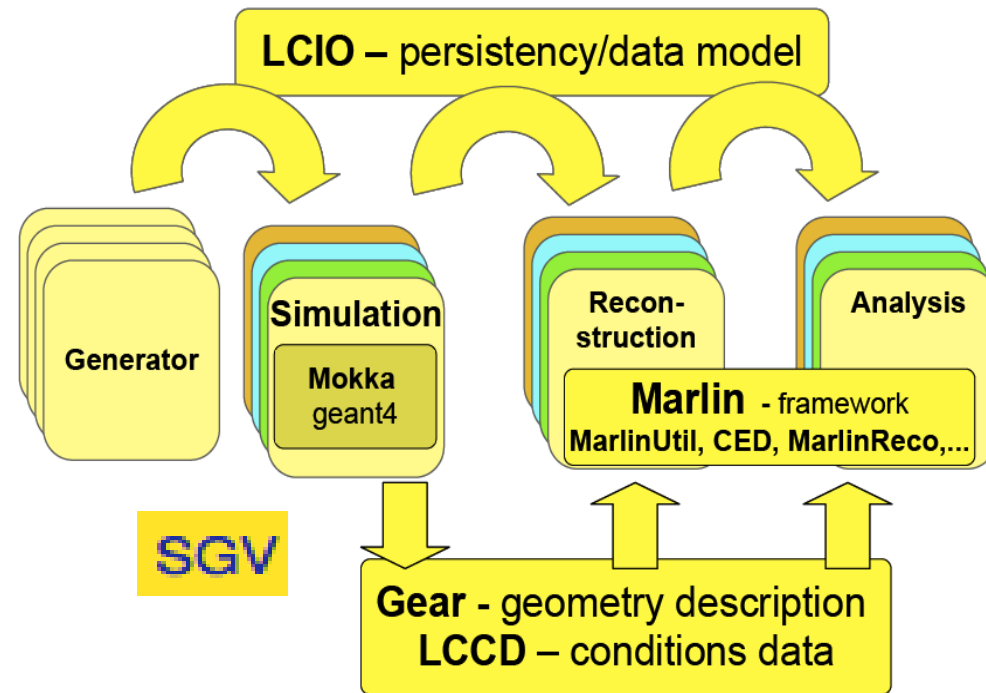 LCIO – persistency/data model
Generator
Simulation
Mokka
geant4
Recon-
struction
Analysis
Marlin - framework
MarlinUtil, CED, MarlinReco,...
SGV
Gear - geometry description
LCCD – conditions data